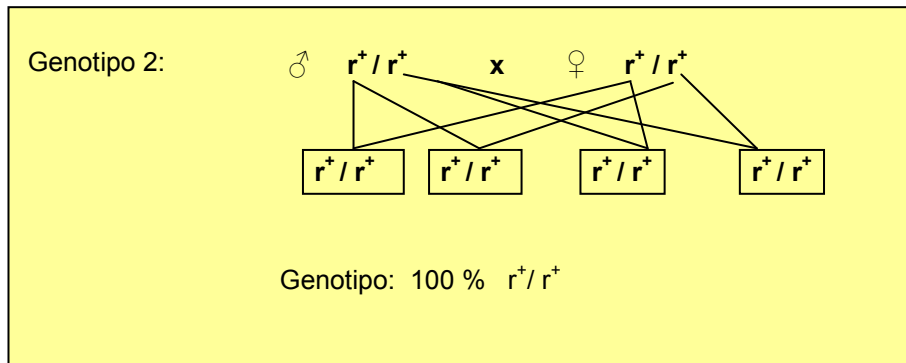 Genotipo 2: ♂ r⁺ / r⁺ x ♀ r⁺ / r⁺
r⁺ / r⁺ r⁺ / r⁺ r⁺ / r⁺ r⁺ / r⁺
Genotipo: 100 % r⁺/ r⁺